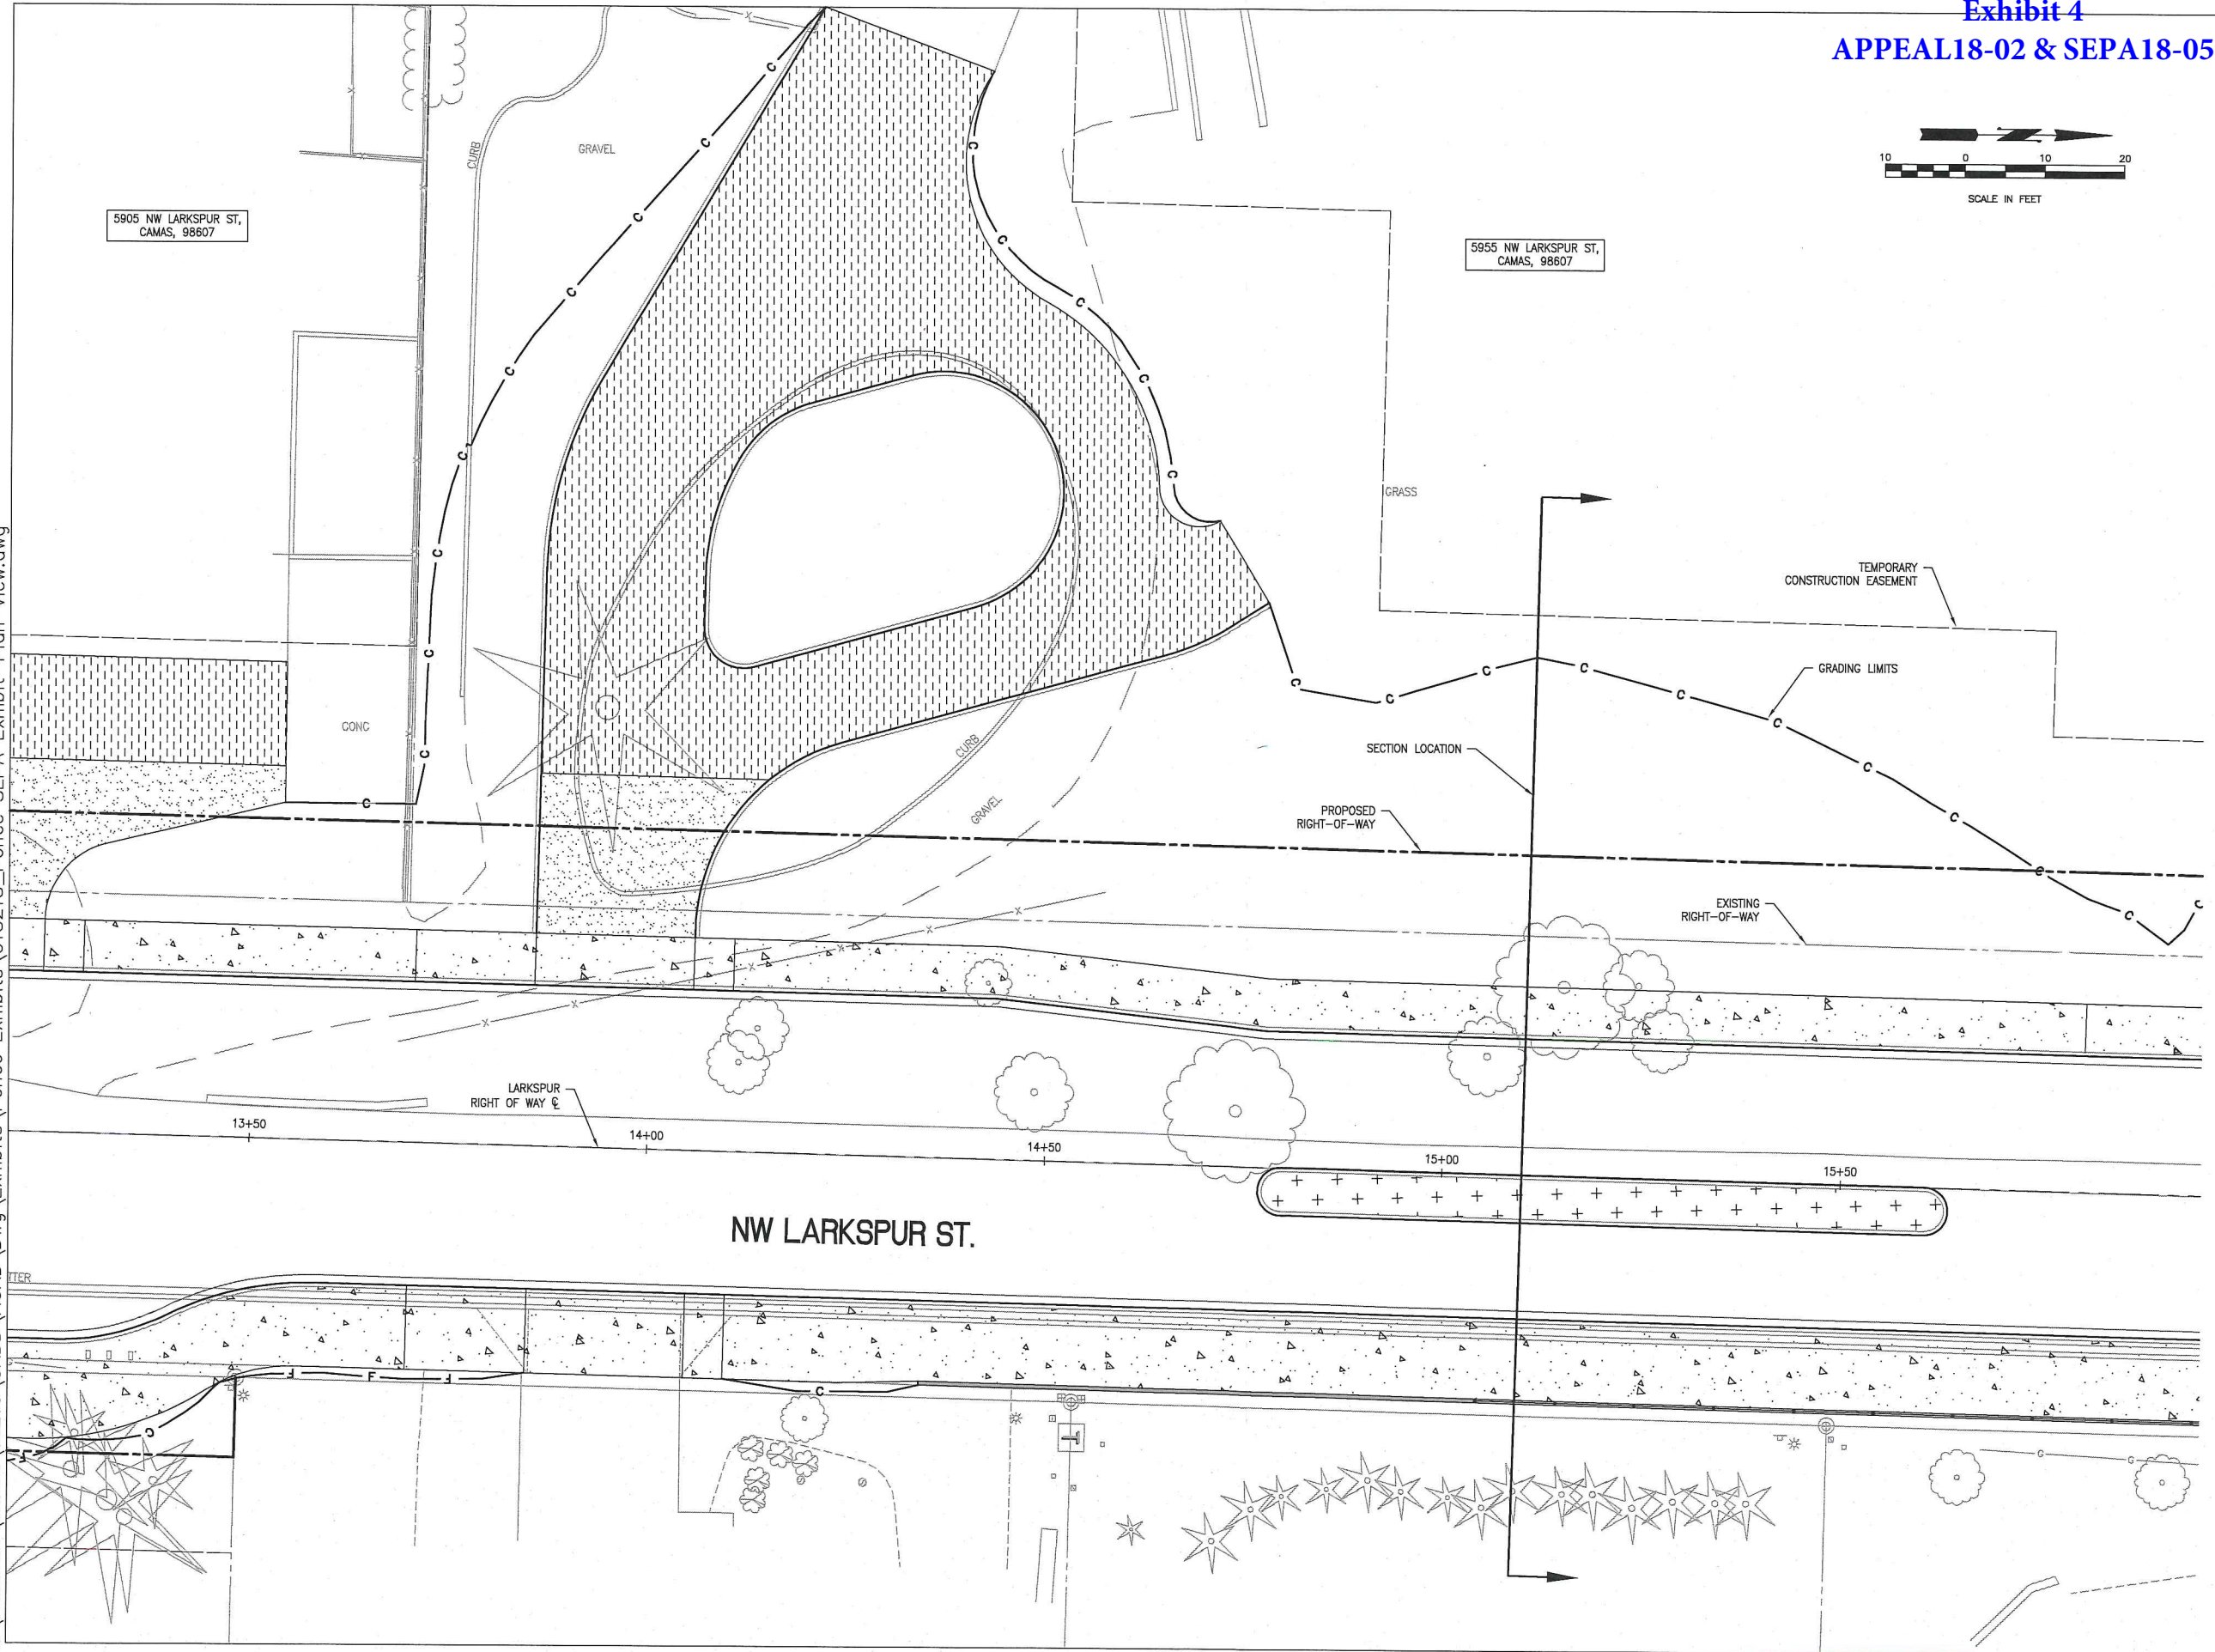 Exhibit 4
APPEAL18-02 & SEPA18-05
CURB
GRAVEL
N
10 0 10 20
SCALE IN FEET
5905 NW LARKSPUR ST,
CAMAS, 98607
5955 NW LARKSPUR ST,
CAMAS, 98607
GRASS
TEMPORARY
CONSTRUCTION EASEMENT
GRADING LIMITS
CONC
CURB
SECTION LOCATION
GRAVEL
PROPOSED
RIGHT-OF-WAY
EXISTING
RIGHT-OF-WAY
LARKSPUR
RIGHT OF WAY ℄
13+50
14+00
14+50
15+00
15+50
NW LARKSPUR ST.